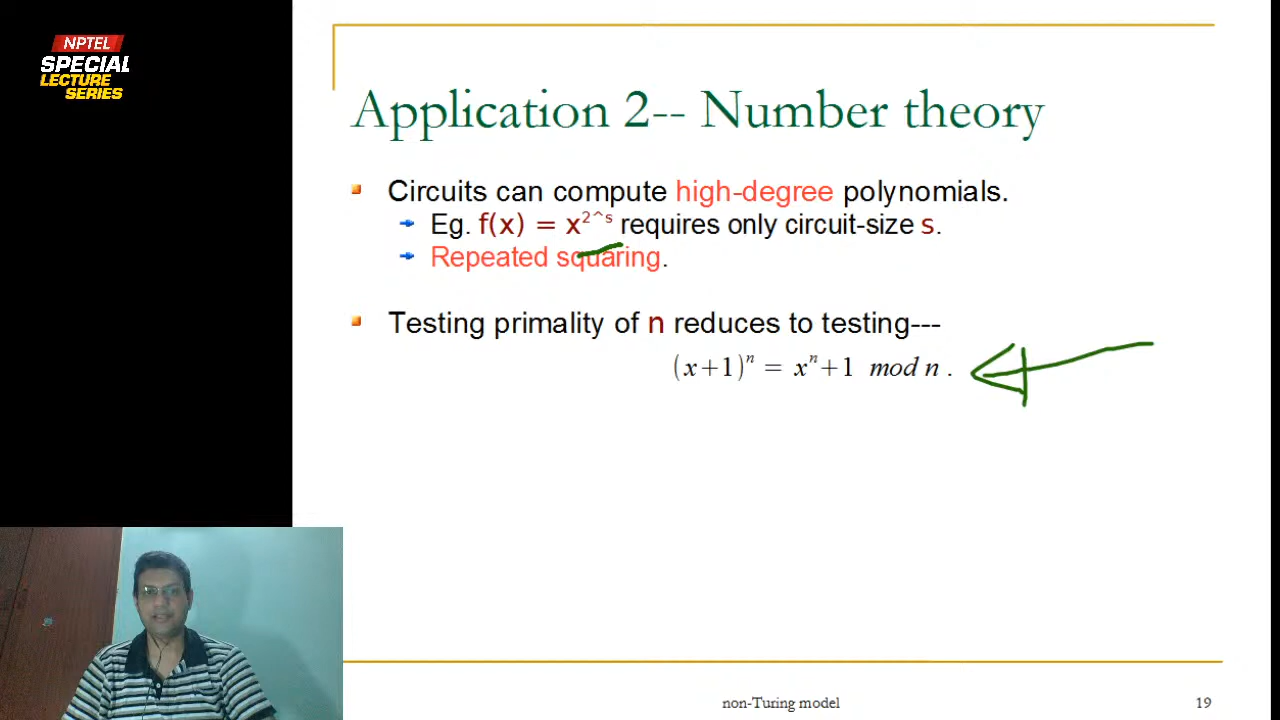 NPTEL
SPECIAL
LECTURE
SERIES
Application 2-- Number theory
Circuits can compute high-degree polynomials.
Eg. f(x) = x^{2^s} requires only circuit-size s.
Repeated squaring.
Testing primality of n reduces to testing---
(x+1)^n = x^n+1 mod n .
non-Turing model
19